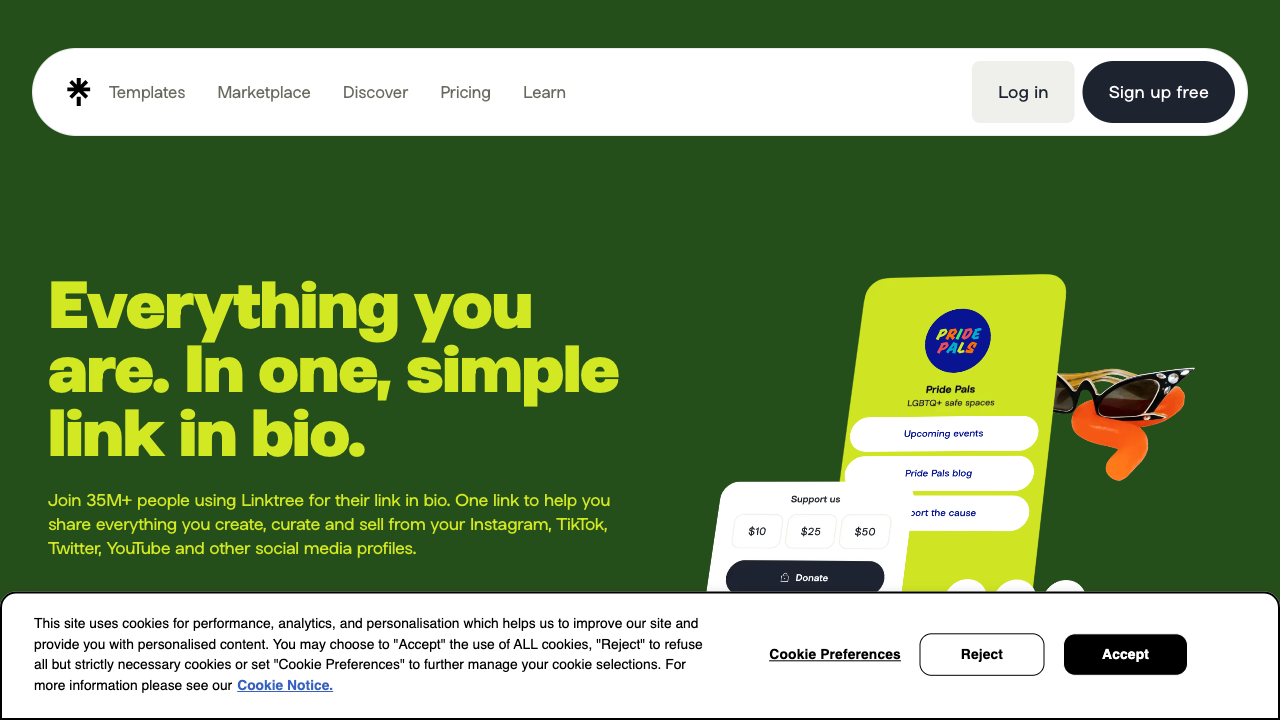 Templates
Marketplace
Discover
Pricing
Learn
Log in
Sign up free
Everything you
are. In one, simple
link in bio.
Join 35M+ people using Linktree for their link in bio. One link to help you
share everything you create, curate and sell from your Instagram, TikTok,
Twitter, YouTube and other social media profiles.
PRIDE
PALS
Pride Pals
LGBTQ+ safe spaces
Upcoming events
Pride Pals blog
port the cause
Support us
$10
$25
$50
Donate
This site uses cookies for performance, analytics, and personalisation which helps us to improve our site and
provide you with personalised content. You may choose to "Accept" the use of ALL cookies, "Reject" to refuse
all but strictly necessary cookies or set "Cookie Preferences" to further manage your cookie selections. For
more information please see our Cookie Notice.
Cookie Preferences
Reject
Accept